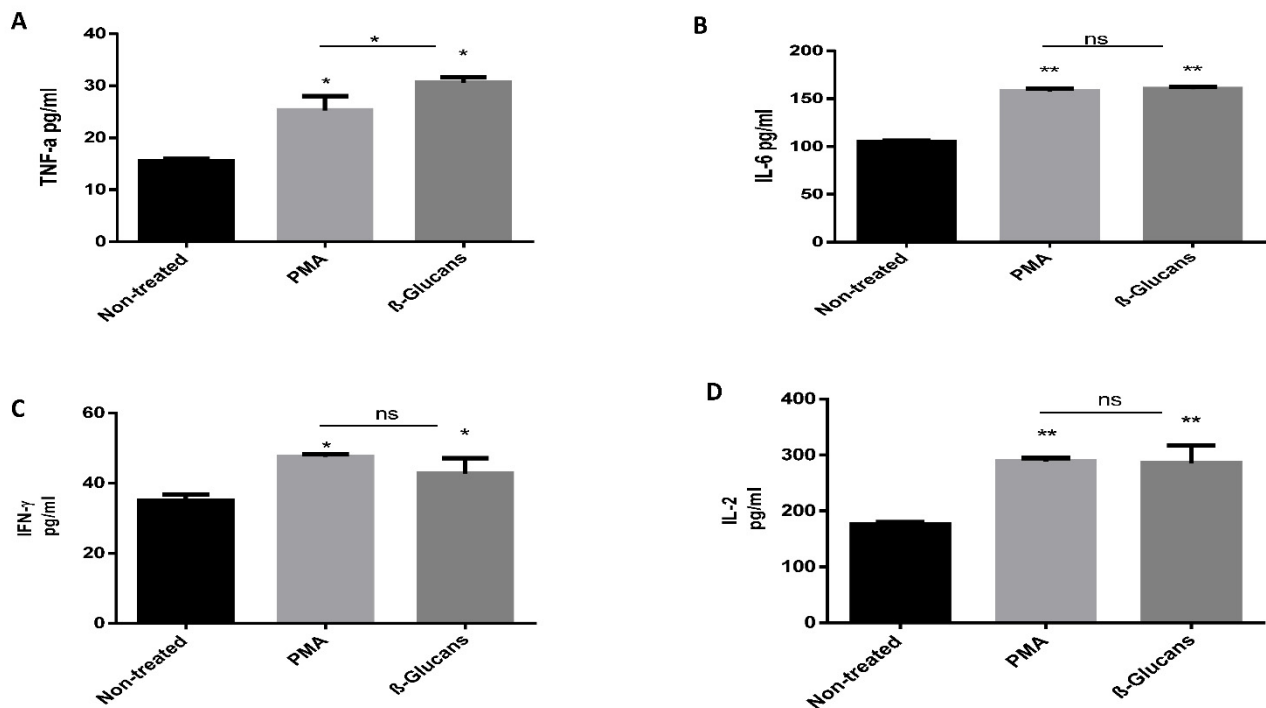 A
TNF-a pg/ml
40
30
20
10
0
*
*
*
Non-treated
PMA
ß-Glucans
B
IL-6 pg/ml
200
150
100
50
0
ns
**
**
Non-treated
PMA
ß-Glucans
C
IFN-γ
pg/ml
60
40
20
0
ns
*
*
Non-treated
PMA
ß-Glucans
D
IL-2
pg/ml
400
300
200
100
0
ns
**
**
Non-treated
PMA
ß-Glucans